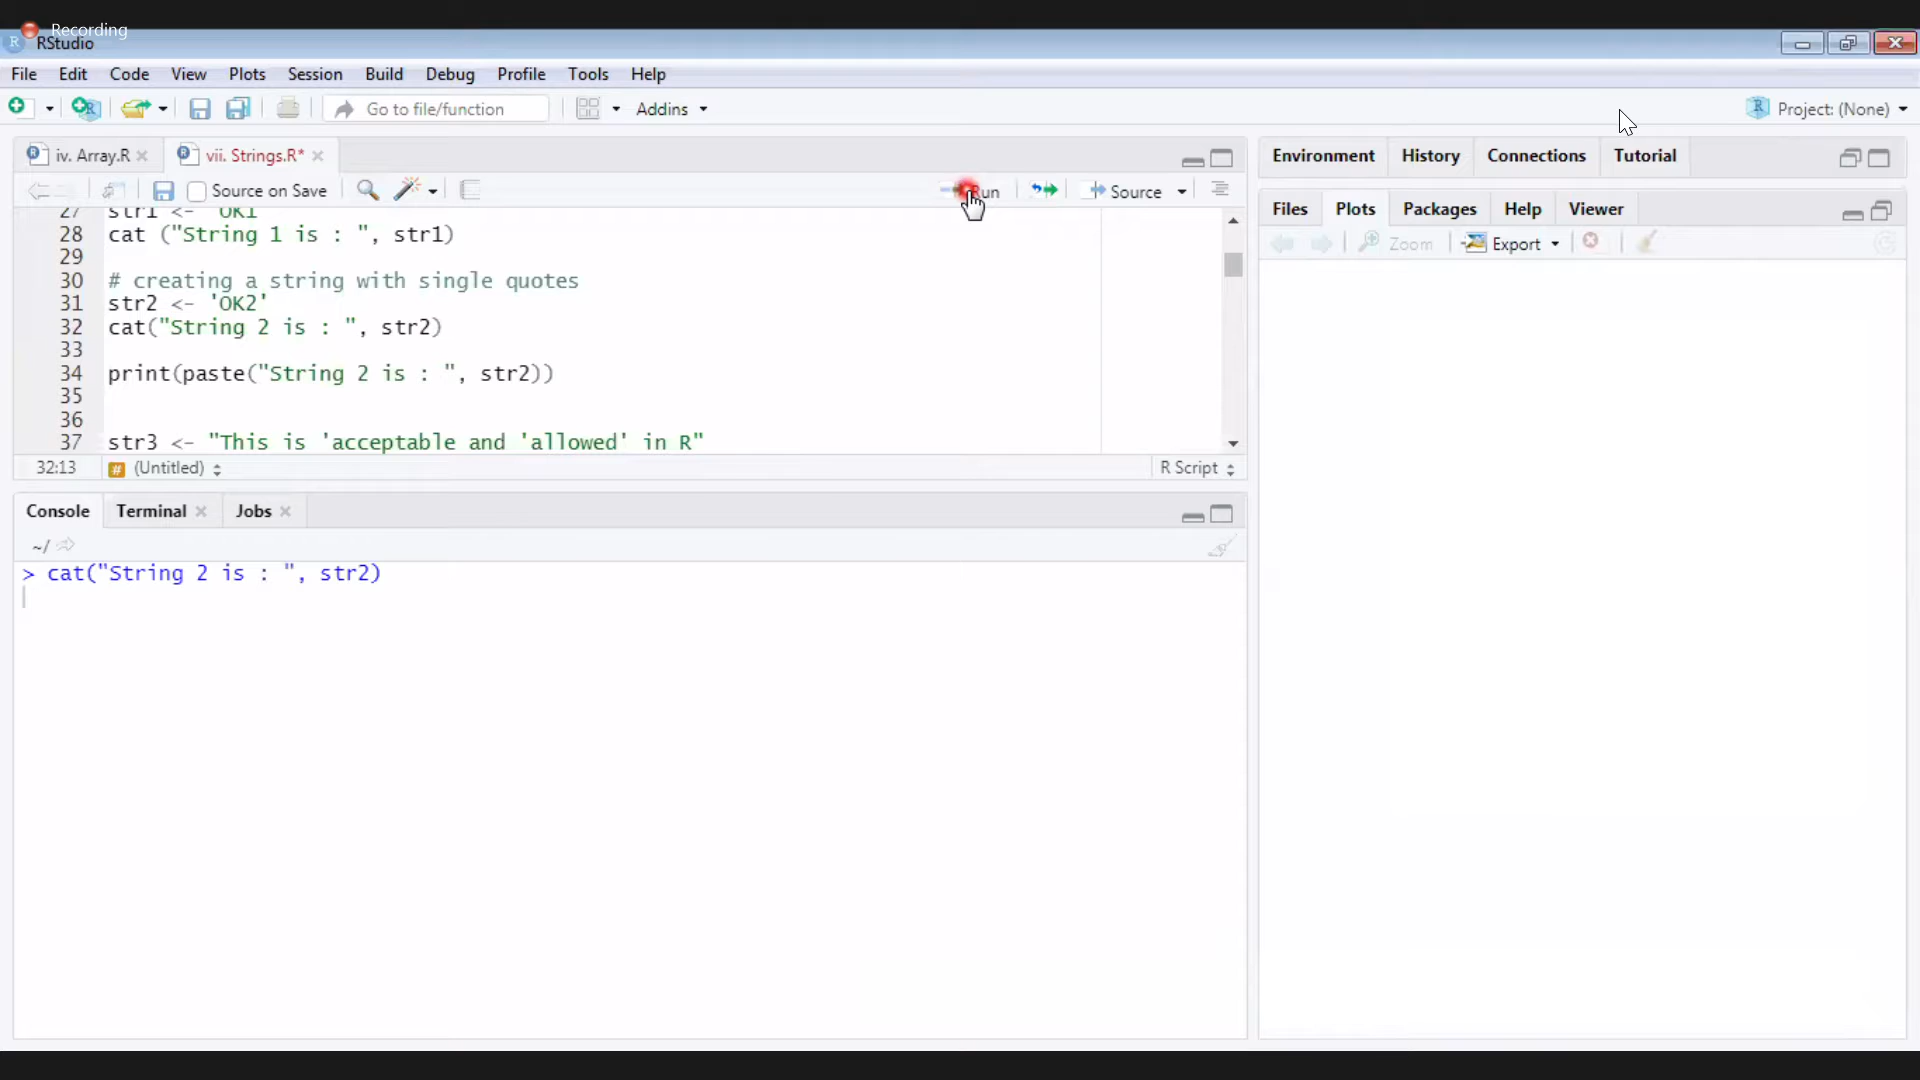 Recording
RStudio
File Edit Code View Plots Session Build Debug Profile Tools Help
Go to file/function Addins Project: (None)
iv. Array.R vii. Strings.R*
Source on Save Run Source
27 str1 <- "OK1"
28 cat ("String 1 is : ", str1)
29
30 # creating a string with single quotes
31 str2 <- 'OK2'
32 cat("String 2 is : ", str2)
33
34 print(paste("String 2 is : ", str2))
35
36
37 str3 <- "This is 'acceptable and 'allowed' in R"
32:13 # (Untitled) R Script
Console Terminal Jobs
~/
> cat("String 2 is : ", str2)
Environment History Connections Tutorial
Files Plots Packages Help Viewer
Zoom Export